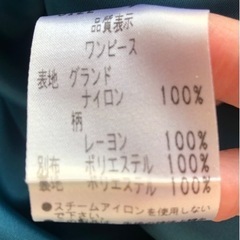 品質表示
ワンピース
表地 グランド
ナイロン 100%
柄
レーヨン 100%
別布 ポリエステル 100%
裏地 ポリエステル 100%
●スチームアイロンを使用しない
で下さい。